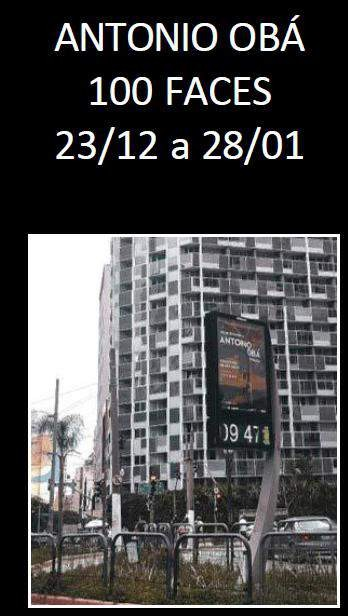 ANTONIO OBÁ
100 FACES
23/12 a 28/01
ANTONIO
OBÁ
09 47